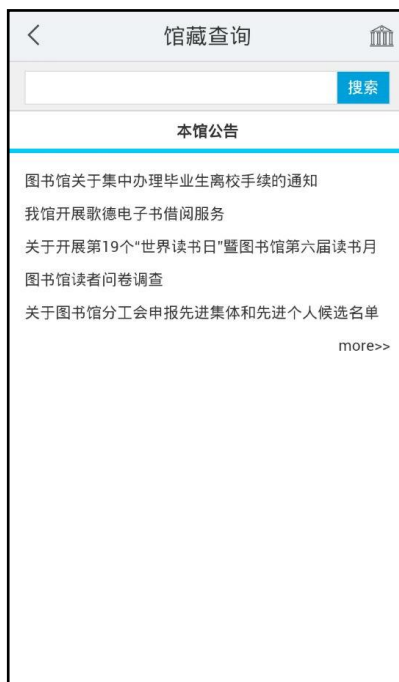 馆藏查询
搜索
本馆公告
图书馆关于集中办理毕业生离校手续的通知
我馆开展歌德电子书借阅服务
关于开展第19个“世界读书日”暨图书馆第六届读书月
图书馆读者问卷调查
关于图书馆分工会申报先进集体和先进个人候选名单
more>>